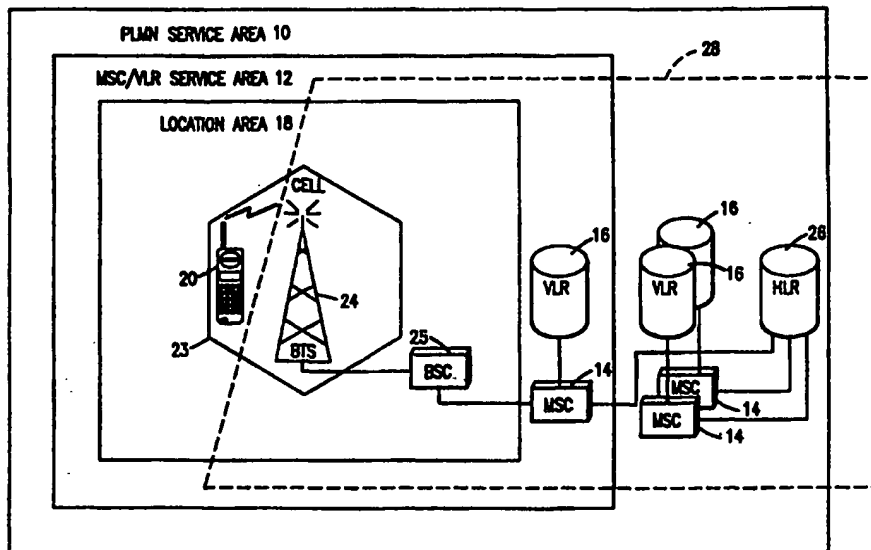 PLMN SERVICE AREA 10
28
MSC/VLR SERVICE AREA 12
LOCATION AREA 18
CELL
16
16
26
20
24
VLR
VLR
16
HLR
23
25
BTS
BSC
14
MSC
MSC
14
MSC
14